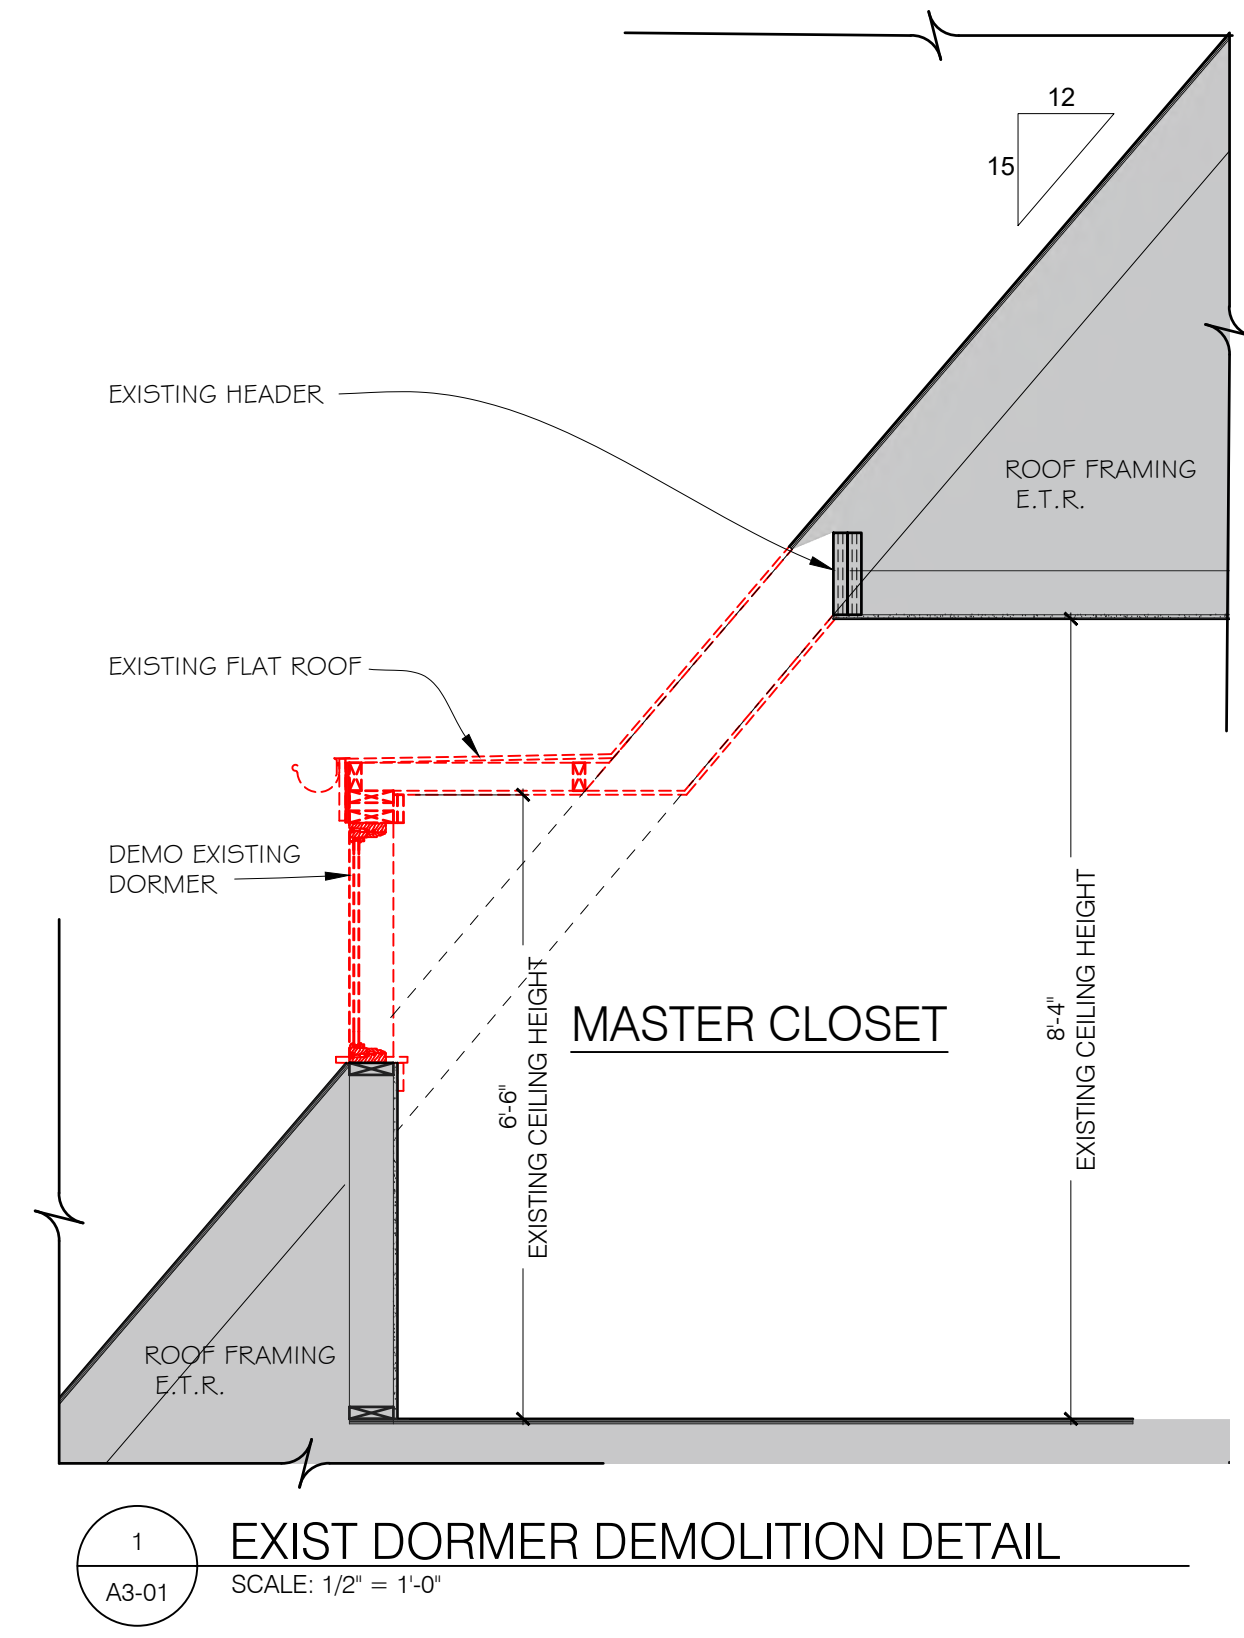 12
15
EXISTING HEADER
ROOF FRAMING
E.T.R.
EXISTING FLAT ROOF
DEMO EXISTING
DORMER
MASTER CLOSET
6'-6"
EXISTING CEILING HEIGHT
8'-4"
EXISTING CEILING HEIGHT
ROOF FRAMING
E.T.R.
1
A3-01
EXIST DORMER DEMOLITION DETAIL
SCALE: 1/2" = 1'-0"